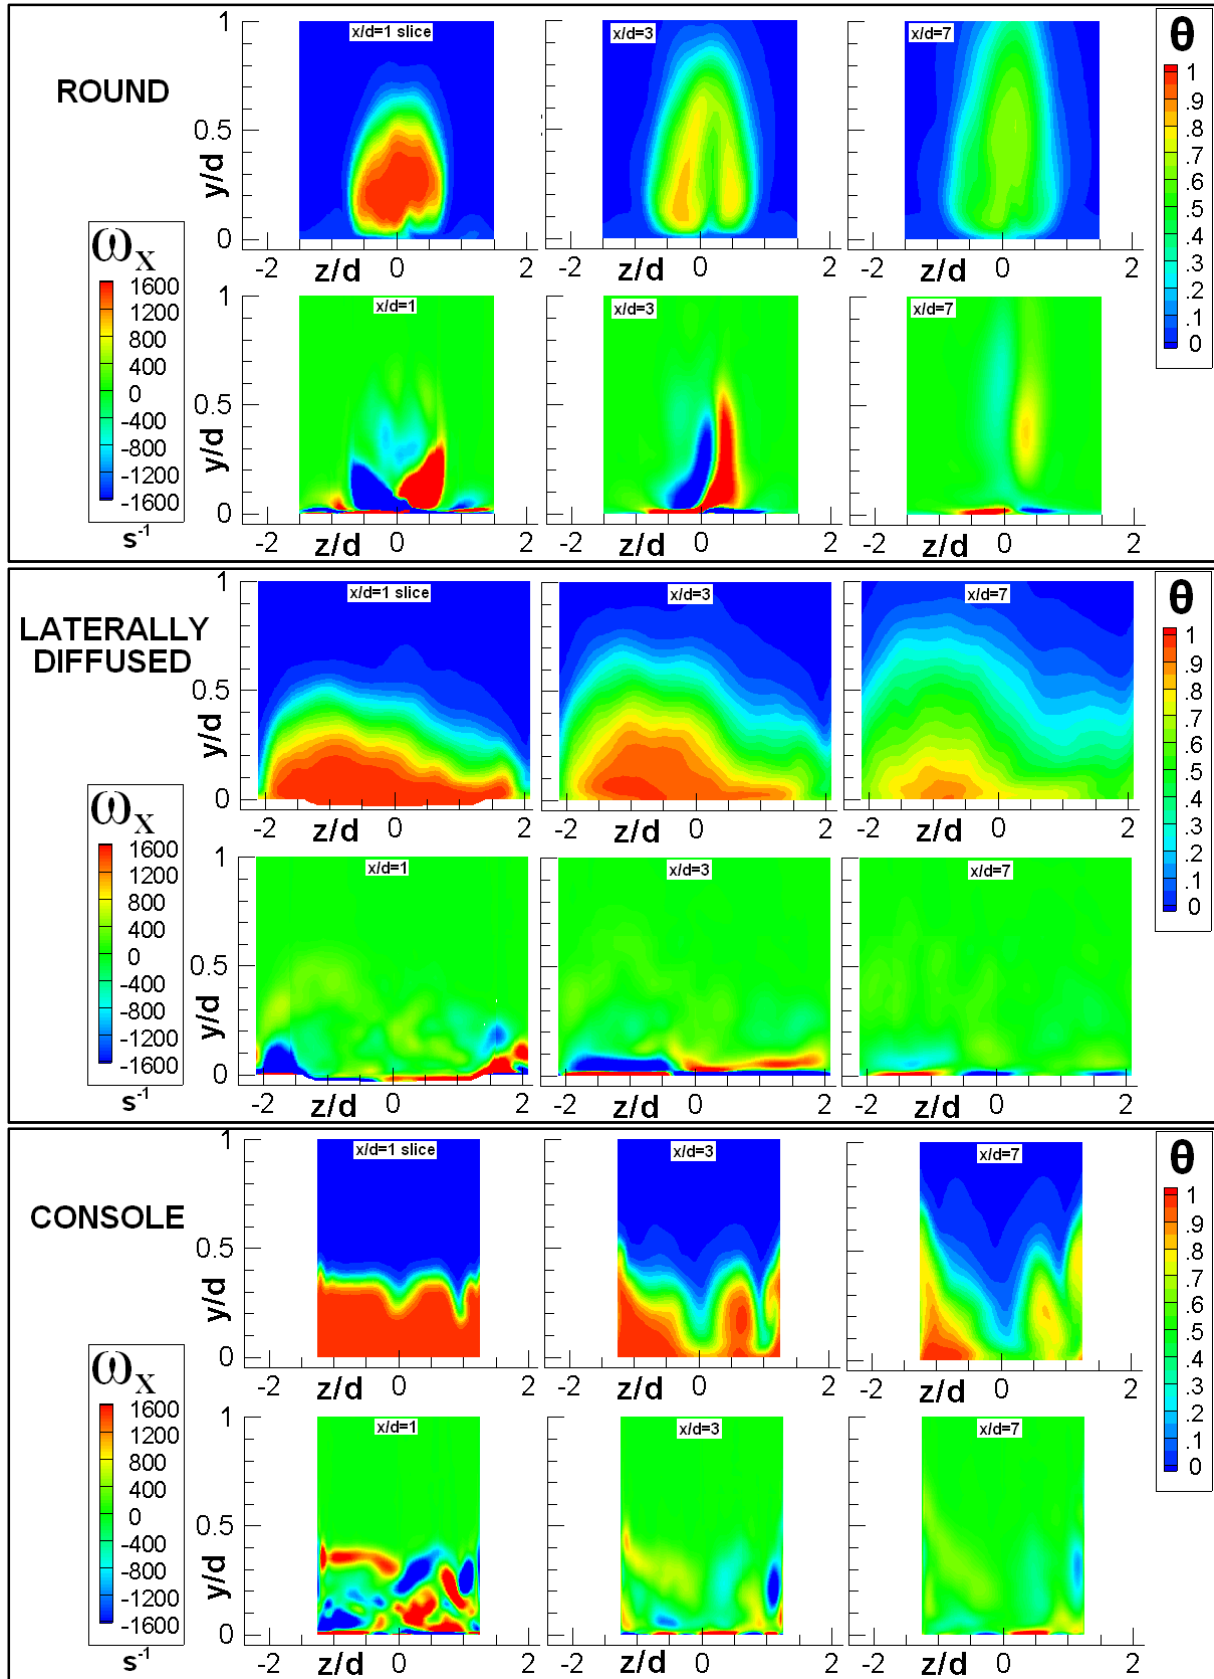 ROUND
x/d=1 slice
x/d=3
x/d=7
θ
1
.9
.8
.7
.6
.5
.4
.3
.2
.1
0
1
0.5
0
y/d
-2 z/d 0 2
-2 z/d 0 2
-2 z/d 0 2
ωx
1600
1200
800
400
0
-400
-800
-1200
-1600
s-1
x/d=1
x/d=3
x/d=7
1
0.5
0
y/d
-2 z/d 0 2
-2 z/d 0 2
-2 z/d 0 2
LATERALLY
DIFFUSED
x/d=1 slice
x/d=3
x/d=7
θ
1
.9
.8
.7
.6
.5
.4
.3
.2
.1
0
1
0.5
0
y/d
-2 z/d 0 2
-2 z/d 0 2
-2 z/d 0 2
ωx
1600
1200
800
400
0
-400
-800
-1200
-1600
s-1
x/d=1
x/d=3
x/d=7
1
0.5
0
y/d
-2 z/d 0 2
-2 z/d 0 2
-2 z/d 0 2
CONSOLE
x/d=1 slice
x/d=3
x/d=7
θ
1
.9
.8
.7
.6
.5
.4
.3
.2
.1
0
1
0.5
0
y/d
-2 z/d 0 2
-2 z/d 0 2
-2 z/d 0 2
ωx
1600
1200
800
400
0
-400
-800
-1200
-1600
s-1
x/d=1
x/d=3
x/d=7
1
0.5
0
y/d
-2 z/d 0 2
-2 z/d 0 2
-2 z/d 0 2